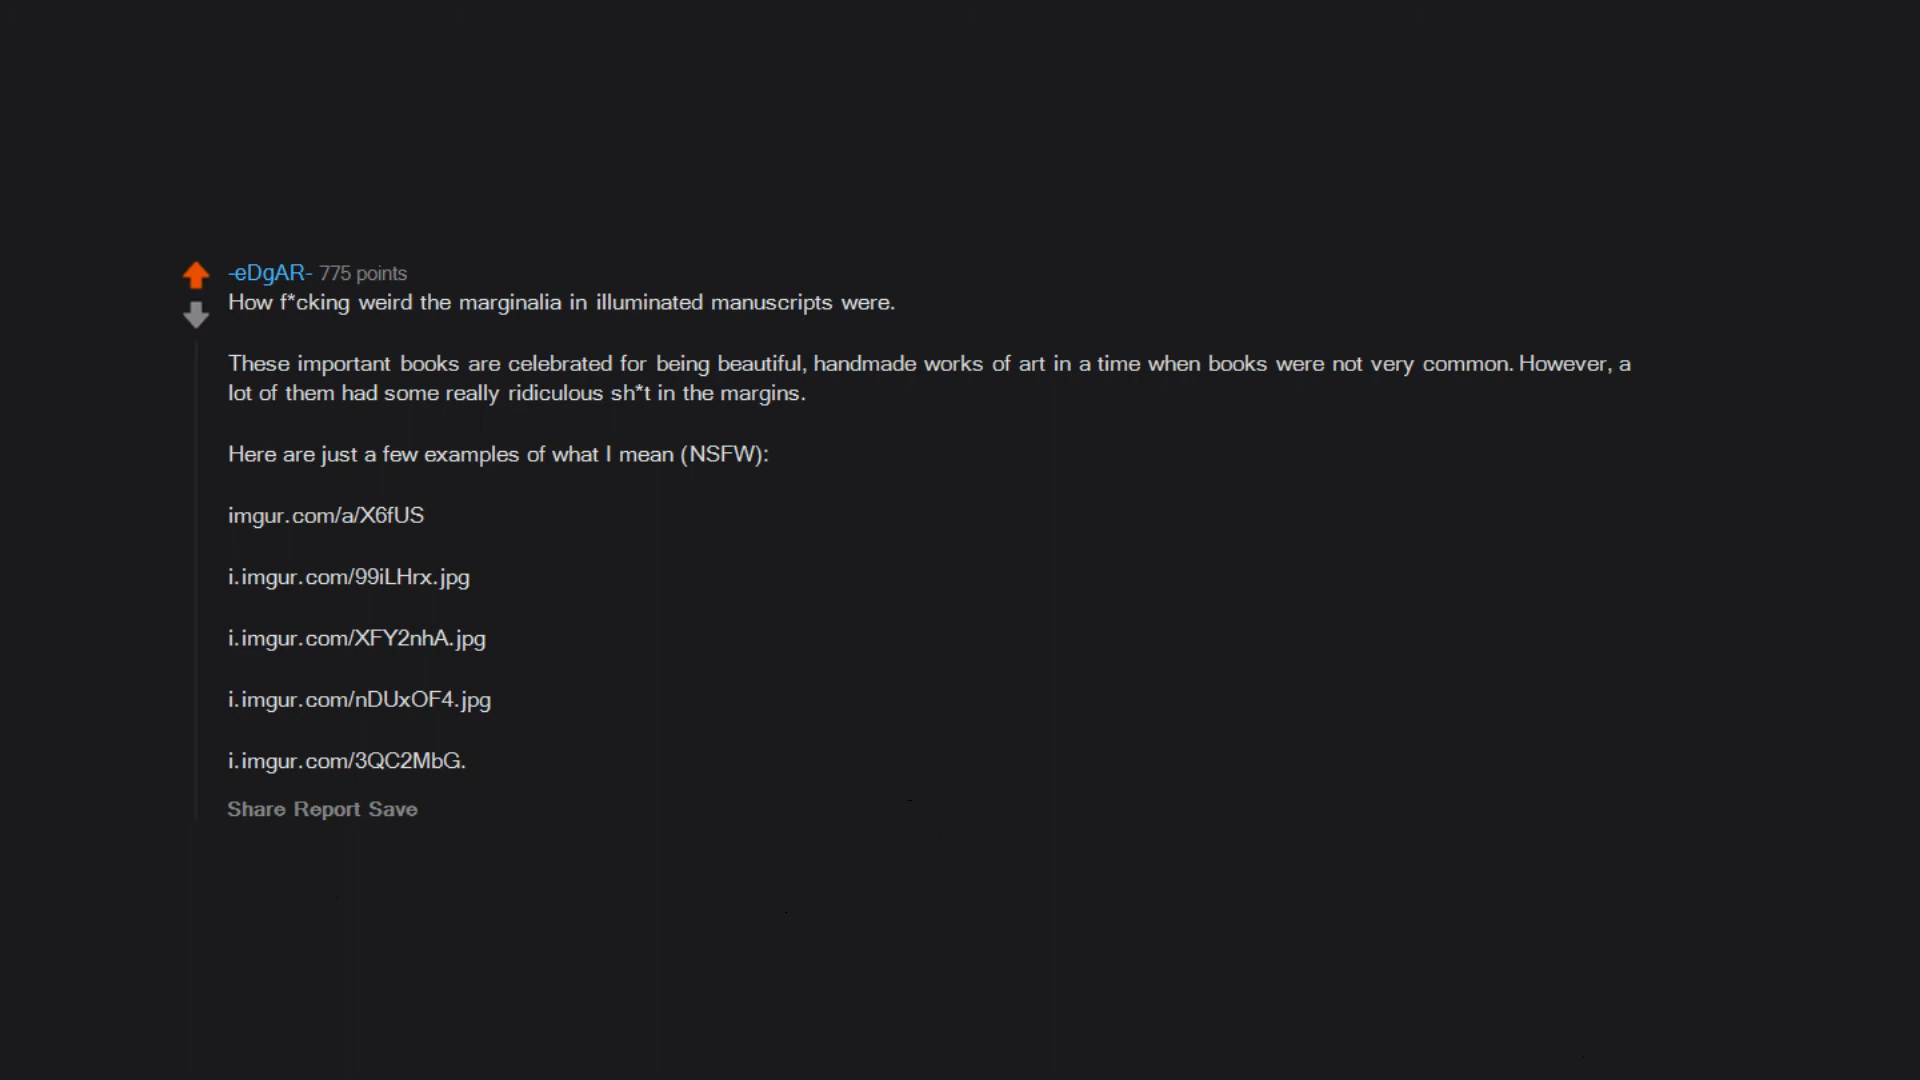 -eDgAR- 775 points
How f*cking weird the marginalia in illuminated manuscripts were.
These important books are celebrated for being beautiful, handmade works of art in a time when books were not very common. However, a
lot of them had some really ridiculous sh*t in the margins.
Here are just a few examples of what I mean (NSFW):
imgur.com/a/X6fUS
i.imgur.com/99iLHrx.jpg
i.imgur.com/XFY2nhA.jpg
i.imgur.com/nDUxOF4.jpg
i.imgur.com/3QC2MbG.
Share Report Save